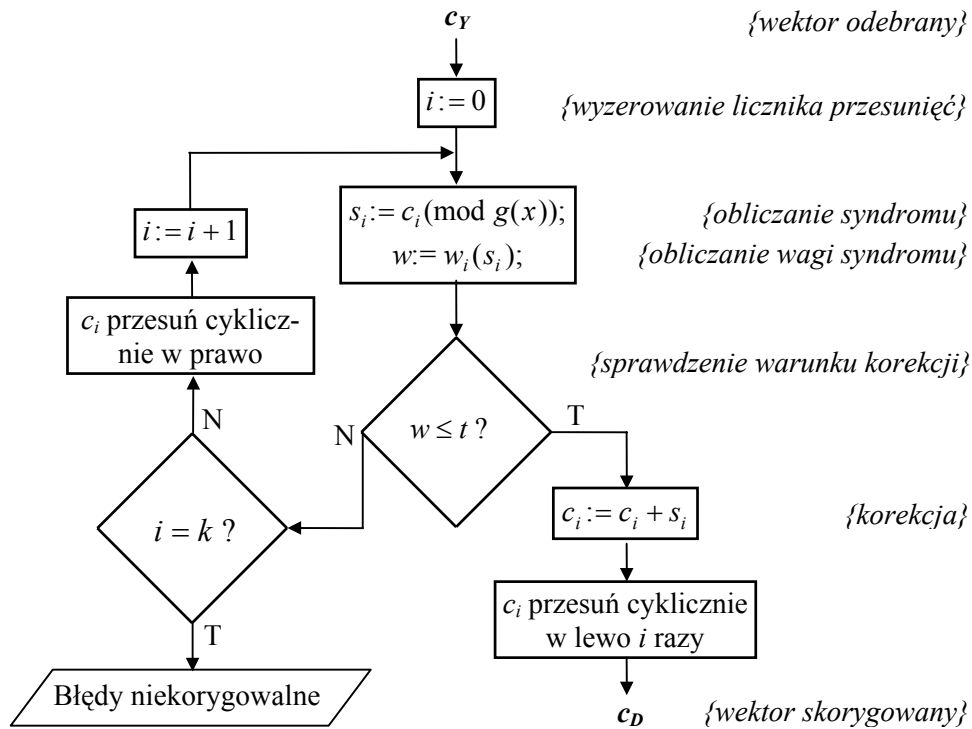 c_Y
{wektor odebrany}
i := 0
{wyzerowanie licznika przesunięć}
s_i := c_i (mod g(x));
{obliczanie syndromu}
w := w_i(s_i);
{obliczanie wagi syndromu}
i := i + 1
c_i przesuń cyklicz-
nie w prawo
{sprawdzenie warunku korekcji}
w ≤ t ?
N
T
N
i = k ?
c_i := c_i + s_i
{korekcja}
c_i przesuń cyklicznie
w lewo i razy
T
Błędy niekorygowalne
c_D
{wektor skorygowany}